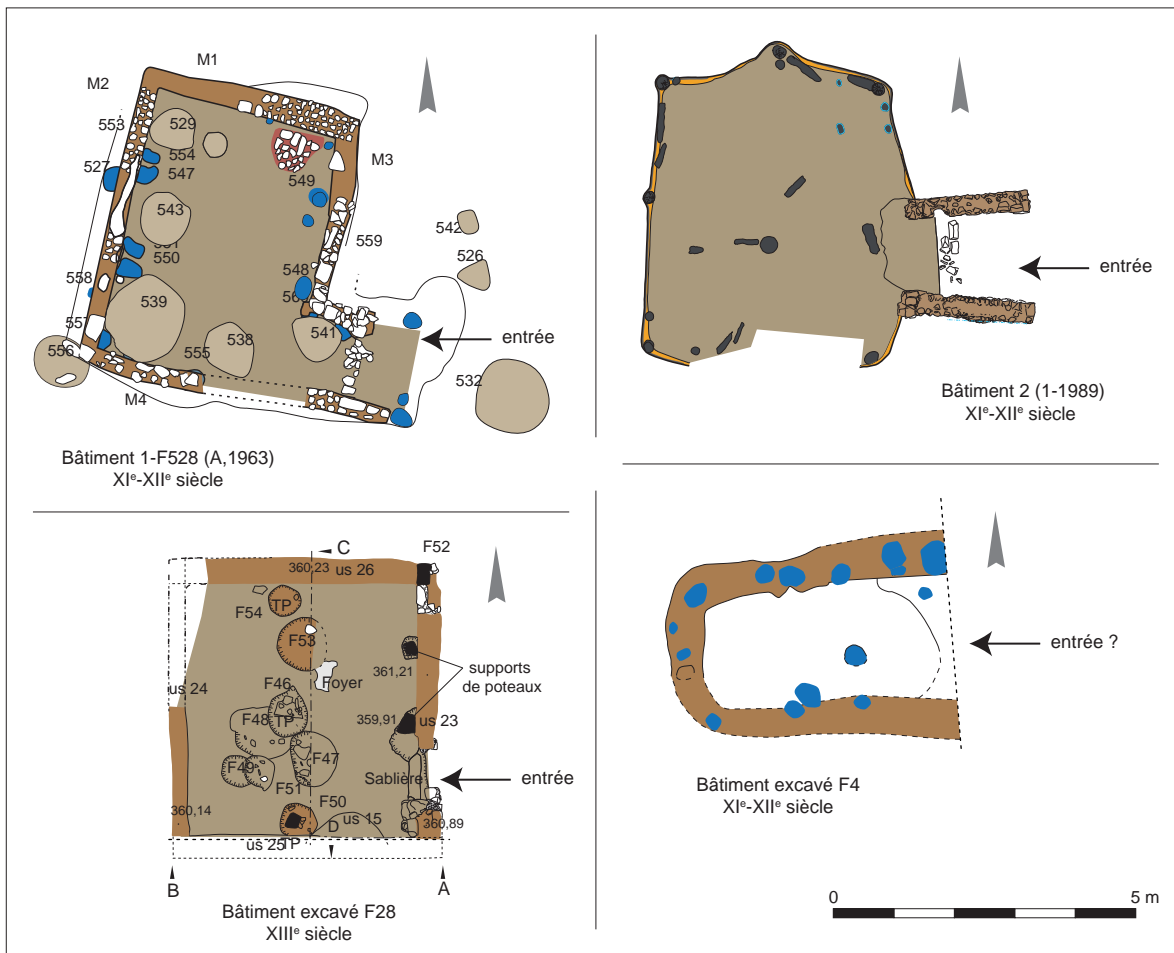 M1
M2
553
529
554
527
547
M3
549
543
542
559
550
526
548
558
539
541
entrée
538
556
555
532
M4
Bâtiment 1-F528 (A,1963)
XIe-XIIe siècle
entrée
Bâtiment 2 (1-1989)
XIe-XIIe siècle
C
F52
360,23 us 26
TP
F54
F53
361,21
supports
de poteaux
Foyer
F46
us 24
F48
TP
359,91
us 23
F47
F49
Sablière
entrée
F51
F50
360,14
D
us 15
360,89
us 25
TP
B
A
Bâtiment excavé F28
XIIIe siècle
entrée ?
Bâtiment excavé F4
XIe-XIIe siècle
0
5 m